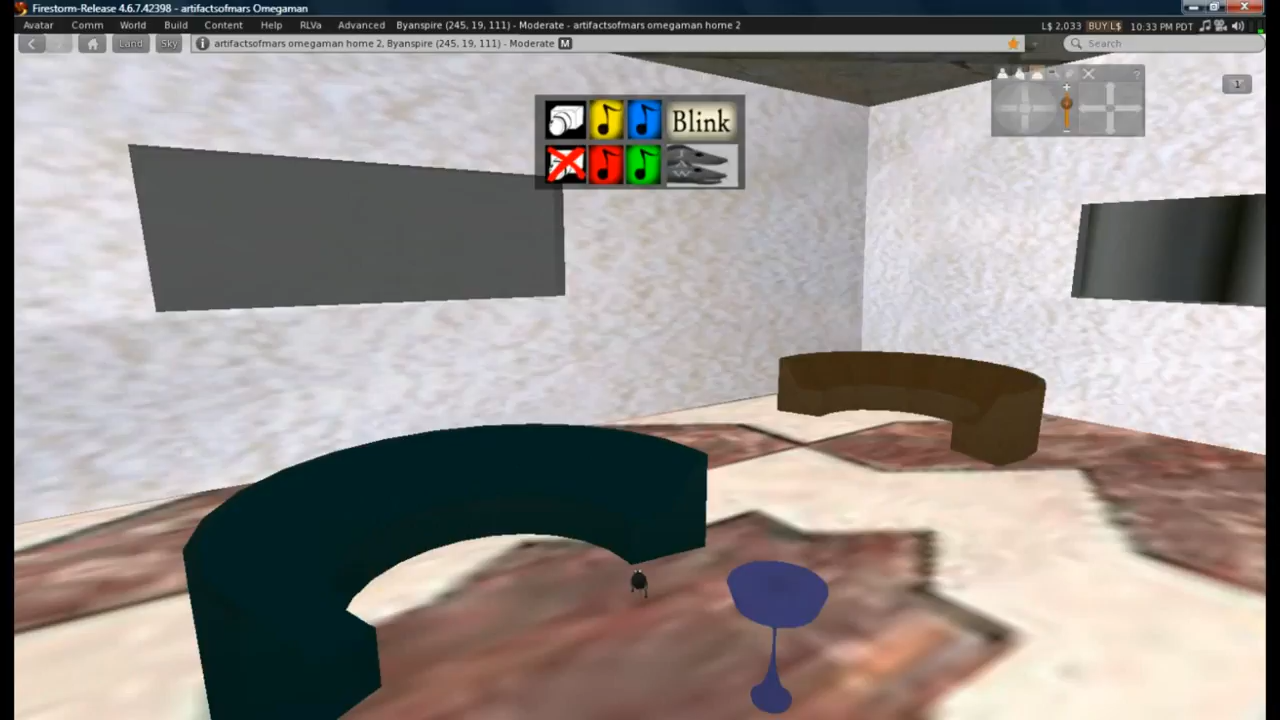 Firestorm-Release 4.6.7.42398 - artifactsofmars Omegaman
Avatar Comm World Build Content Help RLVa Advanced Byanspire (245, 19, 111) - Moderate - artifactsofmars omegaman home 2 L$ 2,033 BUY L$ 10:33 PM PDT
Land Sky artifactsofmars omegaman home 2, Byanspire (245, 19, 111) - Moderate M Search
?
1
Blink